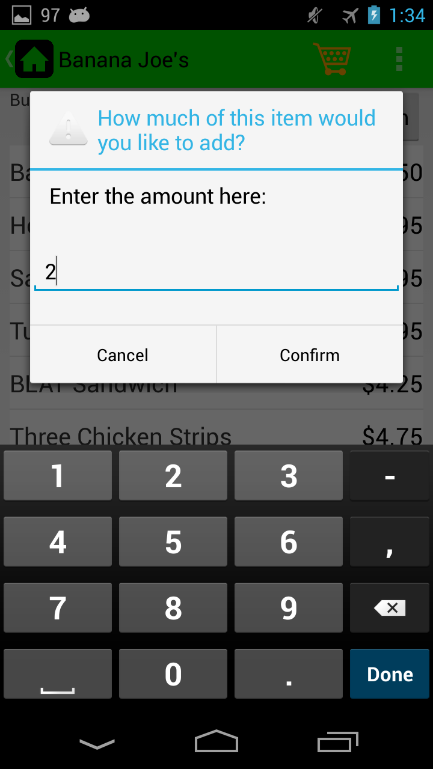 97 1:34
Banana Joe's
Bu
How much of this item would
you like to add?
Enter the amount here:
2
Cancel Confirm
BLAT Sandwich $4.25
Three Chicken Strips $4.75
1 2 3 -
4 5 6 ,
7 8 9
0 . Done